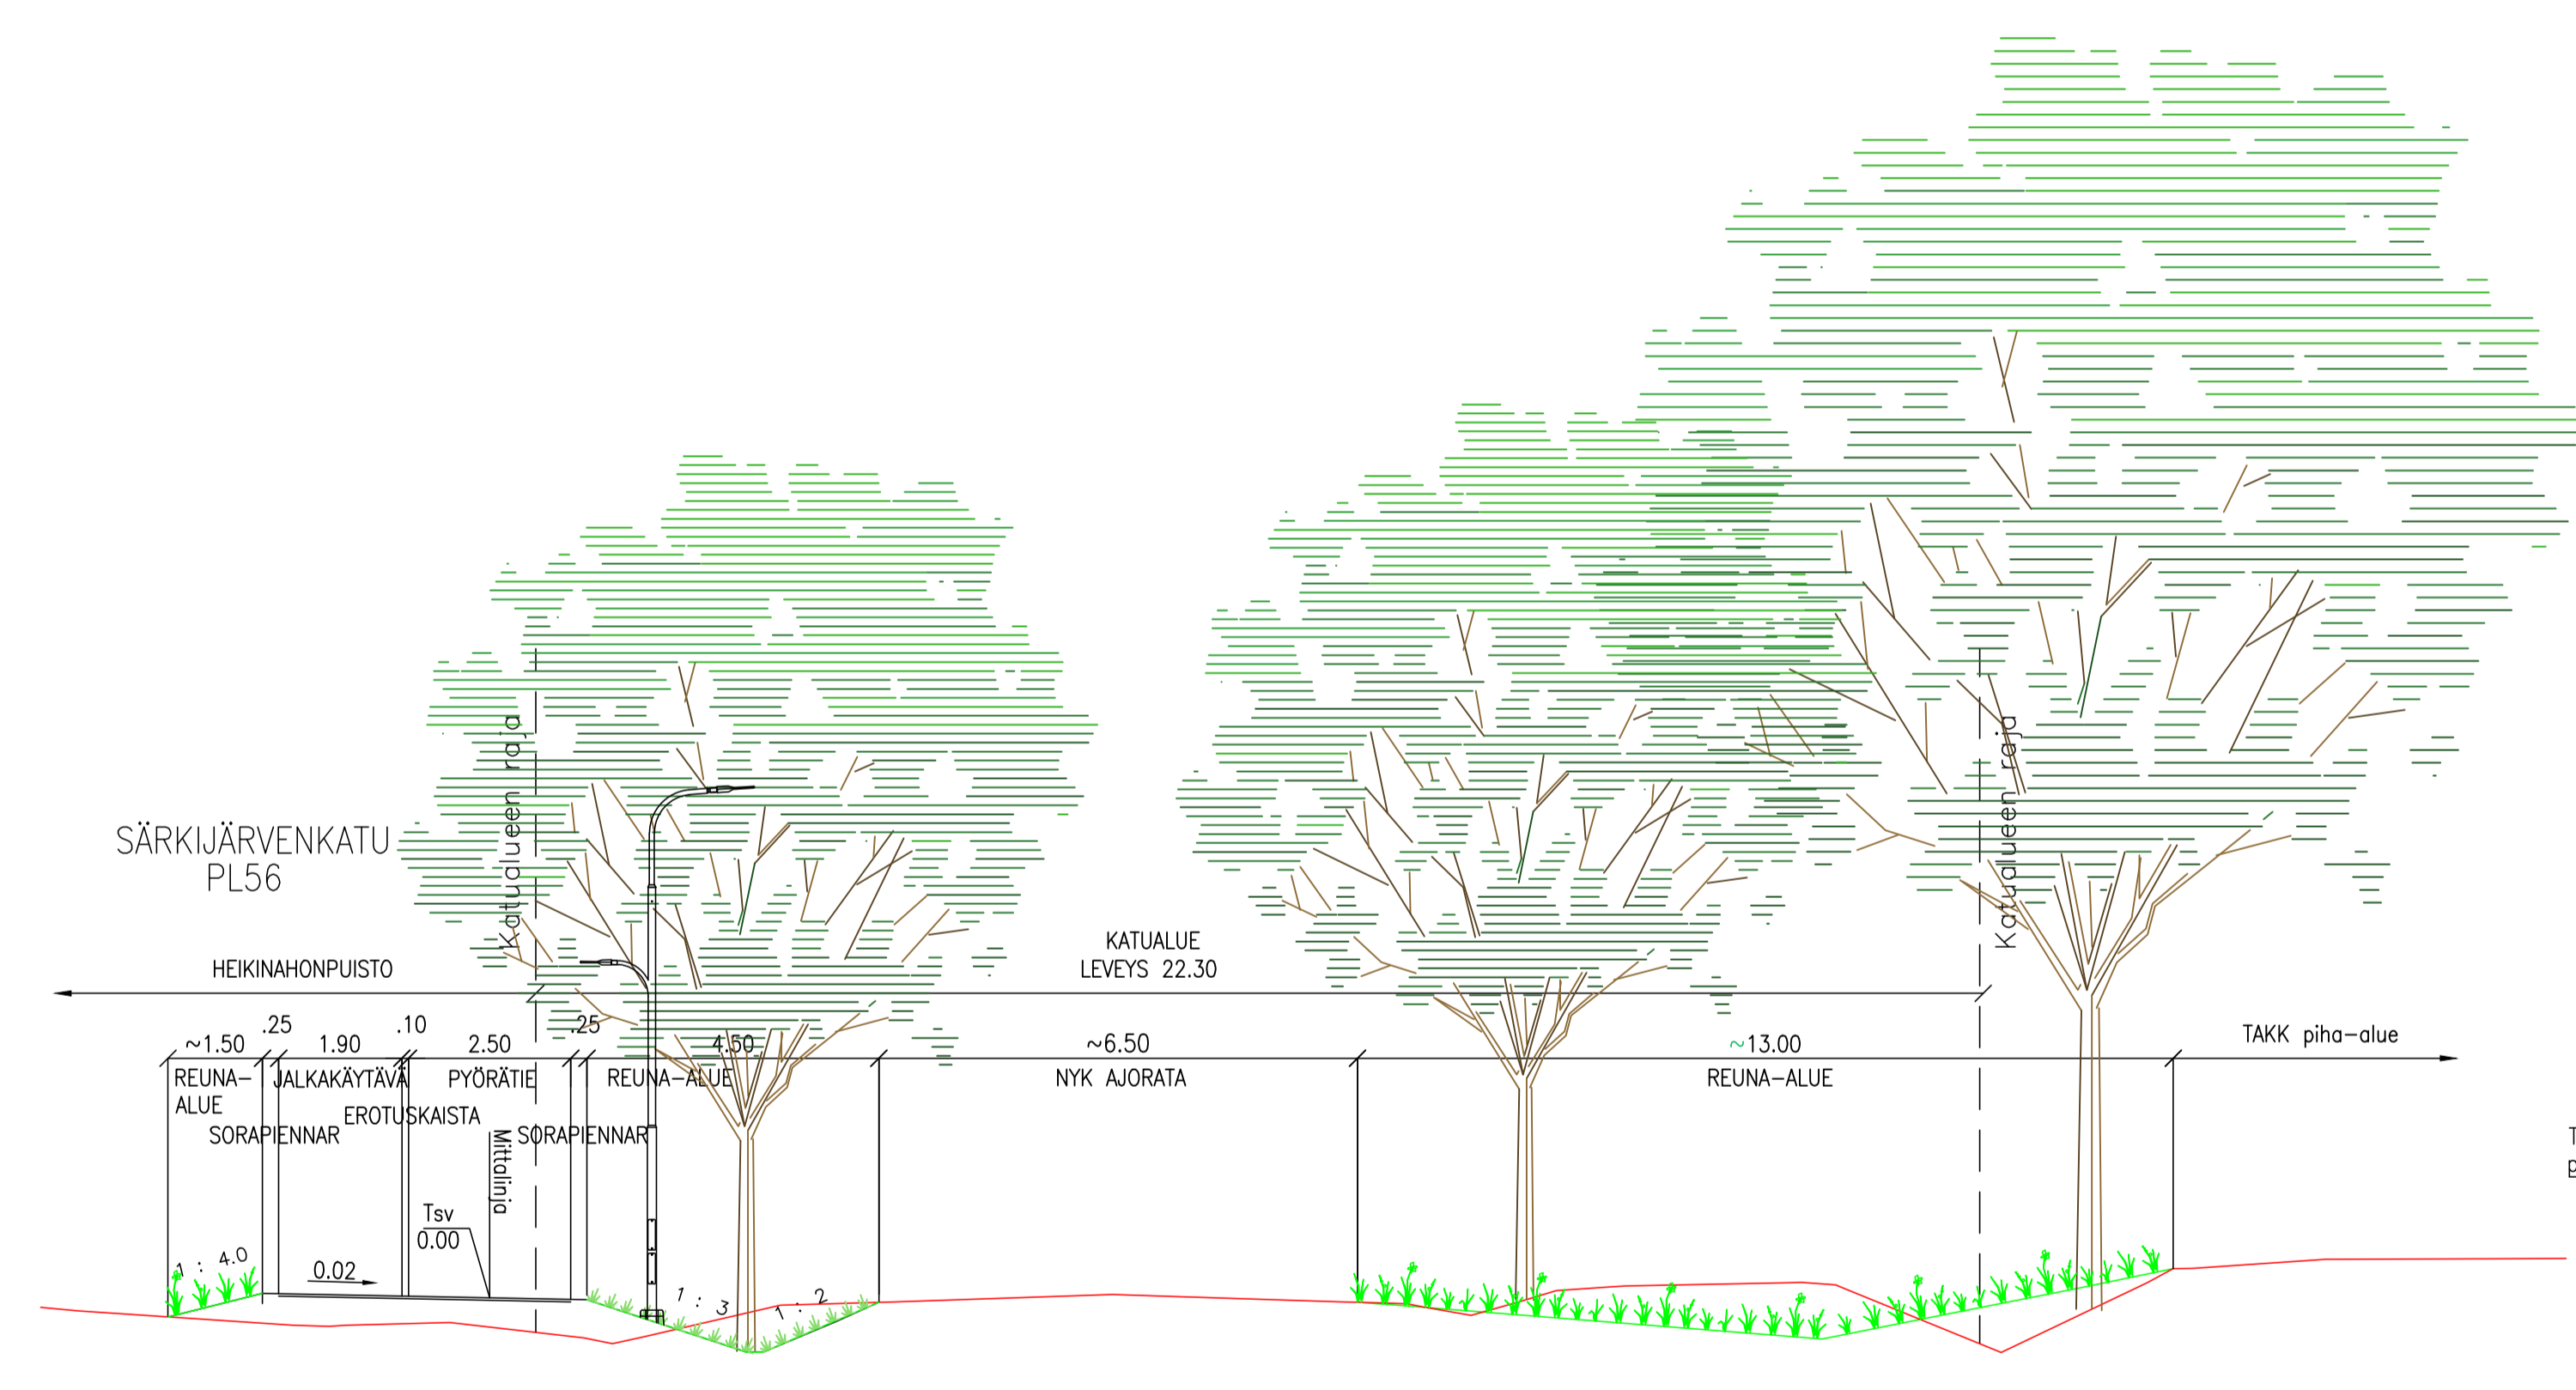 SÄRKIJÄRVENKATU
PL56
Katualueen raja
Katualueen raja
HEIKINAHONPUISTO
KATUALUE
LEVEYS 22.30
~1.50
.25
1.90
.10
2.50
.25
4.50
~6.50
~13.00
TAKK piha-alue
REUNA-
ALUE
JALKAKÄYTÄVÄ
PYÖRÄTIE
REUNA-ALUE
NYK AJORATA
REUNA-ALUE
EROTUSKAISTA
SORAPIENNAR
SORAPIENNAR
Mittalinja
Tsv
0.00
1 : 4.0
0.02
1 : 3
1 : 2